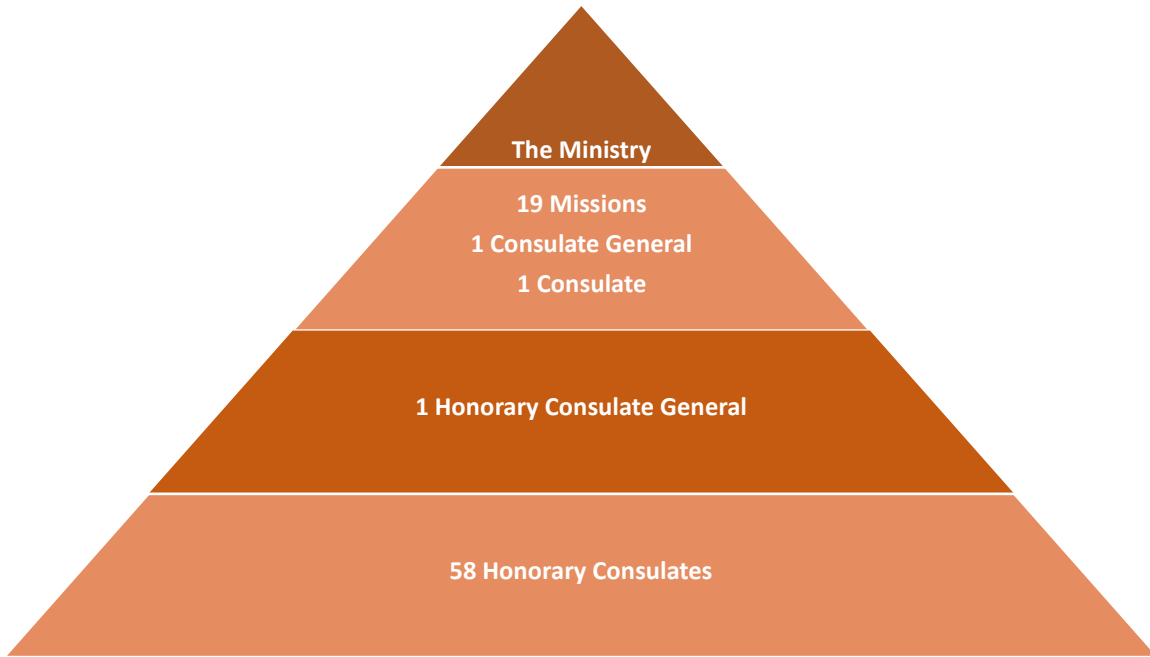 The Ministry
19 Missions
1 Consulate General
1 Consulate
1 Honorary Consulate General
58 Honorary Consulates